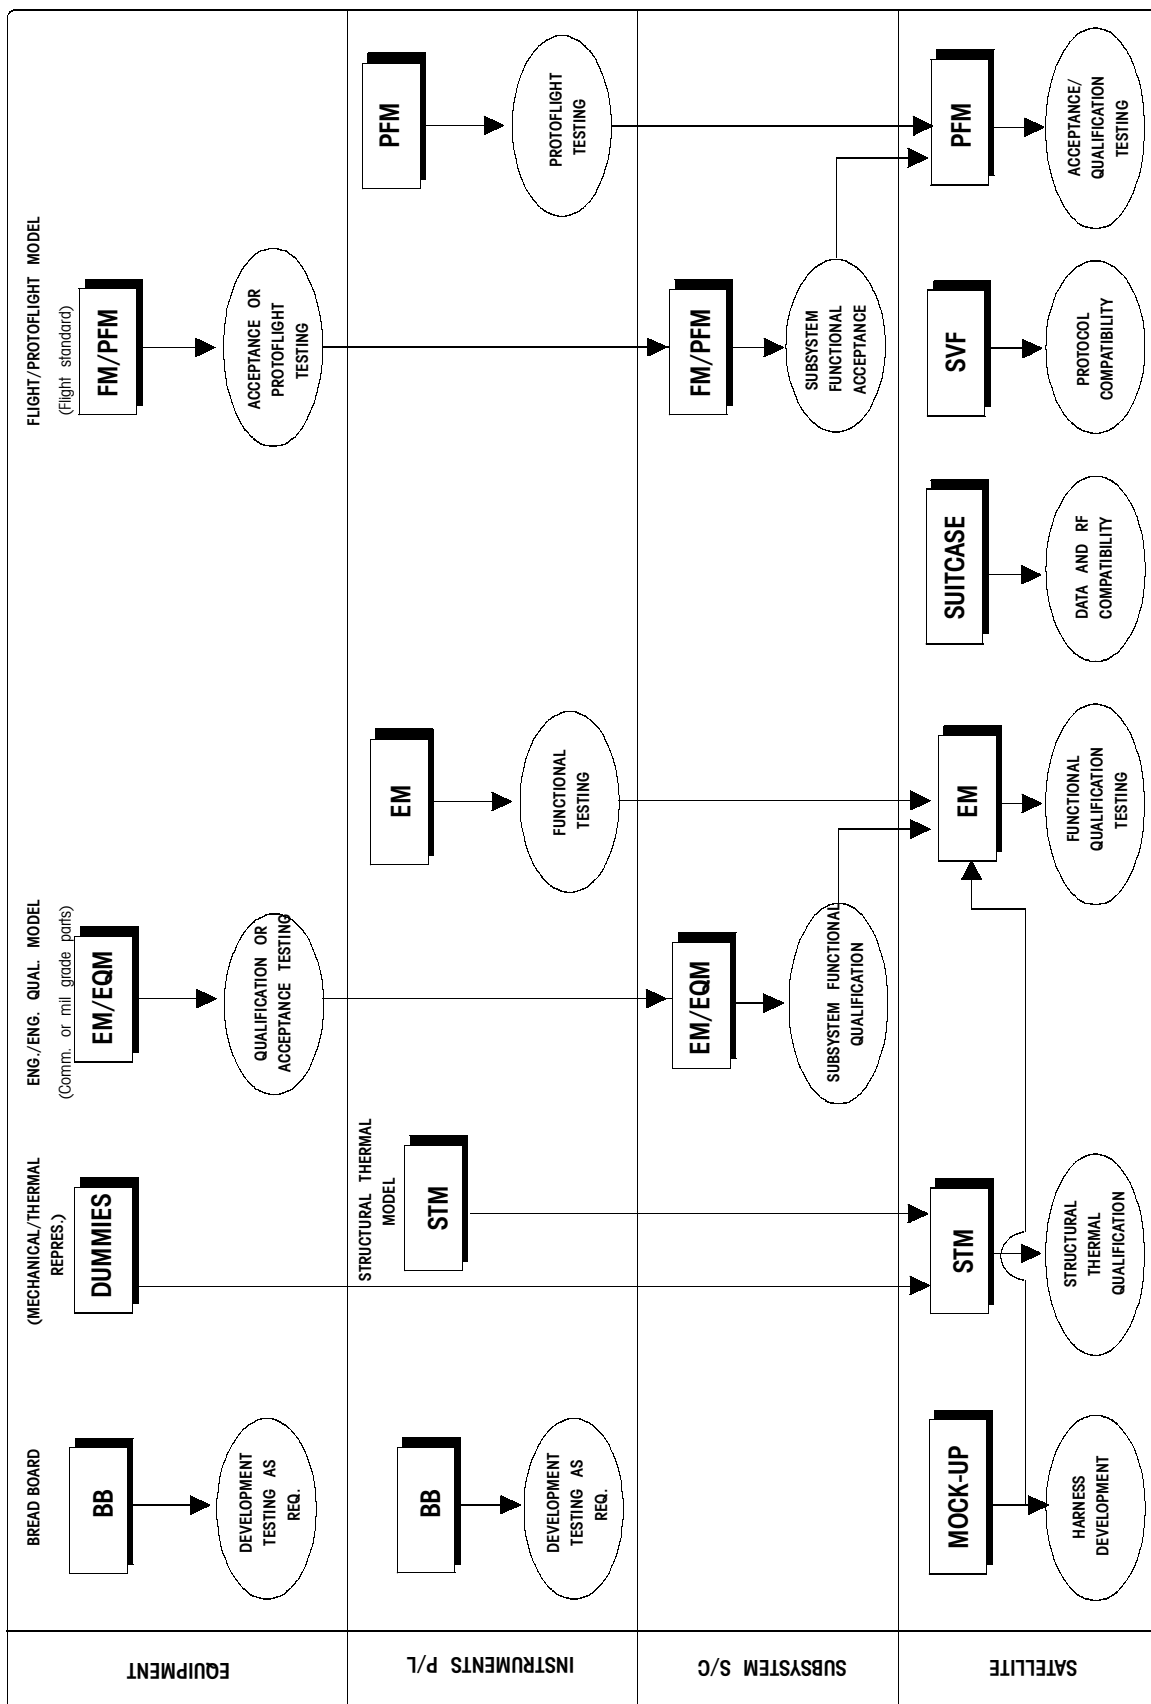 EQUIPMENT
BREAD BOARD
BB
DEVELOPMENT
TESTING AS
REQ.
(MECHANICAL/THERMAL
REPRES.)
DUMMIES
ENG./ENG. QUAL. MODEL
(Comm. or mil grade parts)
EM/EQM
QUALIFICATION OR
ACCEPTANCE TESTING
FLIGHT/PROTOFLIGHT MODEL
(Flight standard)
FM/PFM
ACCEPTANCE OR
PROTOFLIGHT
TESTING
INSTRUMENTS P/L
BB
DEVELOPMENT
TESTING AS
REQ.
STRUCTURAL THERMAL
MODEL
STM
EM
FUNCTIONAL
TESTING
PFM
PROTOFLIGHT
TESTING
SUBSYSTEM S/C
EM/EQM
SUBSYSTEM FUNCTIONAL
QUALIFICATION
FM/PFM
SUBSYSTEM
FUNCTIONAL
ACCEPTANCE
SATELLITE
MOCK-UP
HARNESS
DEVELOPMENT
STM
STRUCTURAL
THERMAL
QUALIFICATION
EM
FUNCTIONAL
QUALIFICATION
TESTING
SUITCASE
DATA AND RF
COMPATIBILITY
SVF
PROTOCOL
COMPATIBILITY
PFM
ACCEPTANCE/
QUALIFICATION
TESTING